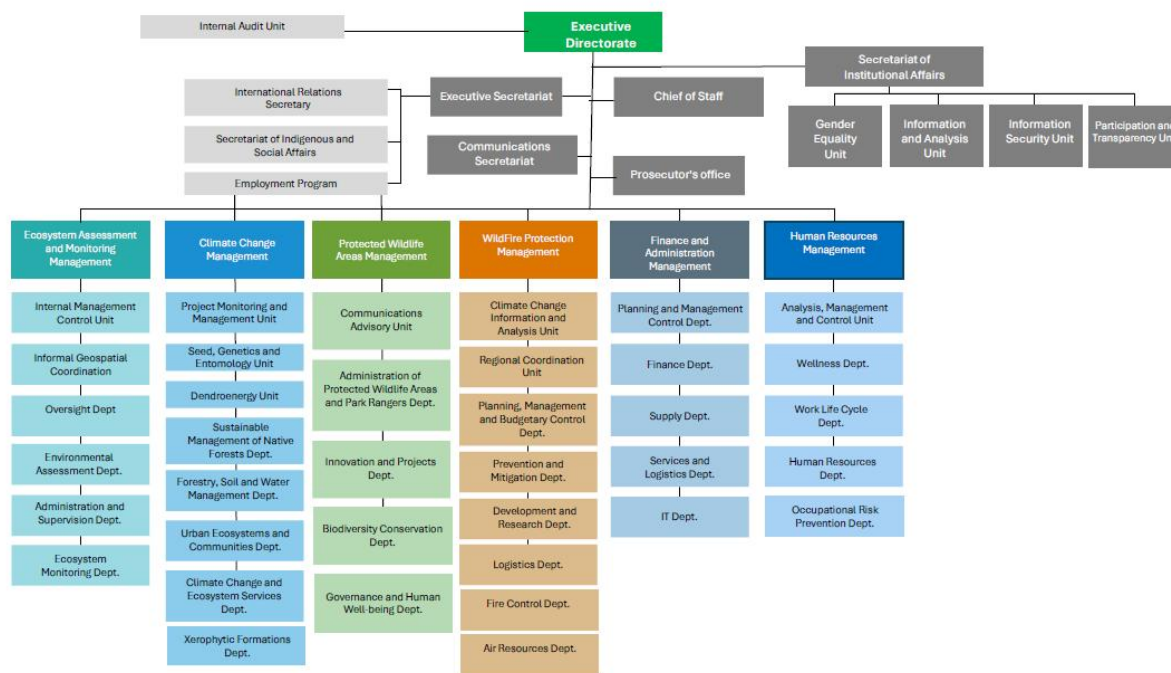 Internal Audit Unit
Executive
Directorate
Secretariat of
Institutional Affairs
International Relations
Secretary
Executive Secretariat
Chief of Staff
Secretariat of Indigenous and
Social Affairs
Communications
Secretariat
Gender
Equality
Unit
Information
and Analysis
Unit
Information
Security Unit
Participation and
Transparency Un
Employment Program
Prosecutor's office
Ecosystem Assessment
and Monitoring
Management
Climate Change
Management
Protected Wildlife
Areas Management
WildFire Protection
Management
Finance and
Administration
Management
Human Resources
Management
Internal Management
Control Unit
Informal Geospatial
Coordination
Oversight Dept
Environmental
Assessment Dept.
Administration and
Supervision Dept.
Ecosystem
Monitoring Dept.
Project Monitoring and
Management Unit
Seed, Genetics and
Entomology Unit
Dendroenergy Unit
Sustainable
Management of Native
Forests Dept.
Forestry, Soil and Water
Management Dept.
Urban Ecosystems and
Communities Dept.
Climate Change and
Ecosystem Services
Dept.
Xerophytic Formations
Dept.
Communications
Advisory Unit
Administration of
Protected Wildlife Areas
and Park Rangers Dept.
Innovation and Projects
Dept.
Biodiversity Conservation
Dept.
Governance and Human
Well-being Dept.
Climate Change
Information and
Analysis Unit
Regional Coordination
Unit
Planning, Management
and Budgetary Control
Dept.
Prevention and
Mitigation Dept.
Development and
Research Dept.
Logistics Dept.
Fire Control Dept.
Air Resources Dept.
Planning and Management
Control Dept.
Finance Dept.
Supply Dept.
Services and
Logistics Dept.
IT Dept.
Analysis, Management
and Control Unit
Wellness Dept.
Work Life Cycle
Dept.
Human Resources
Dept.
Occupational Risk
Prevention Dept.